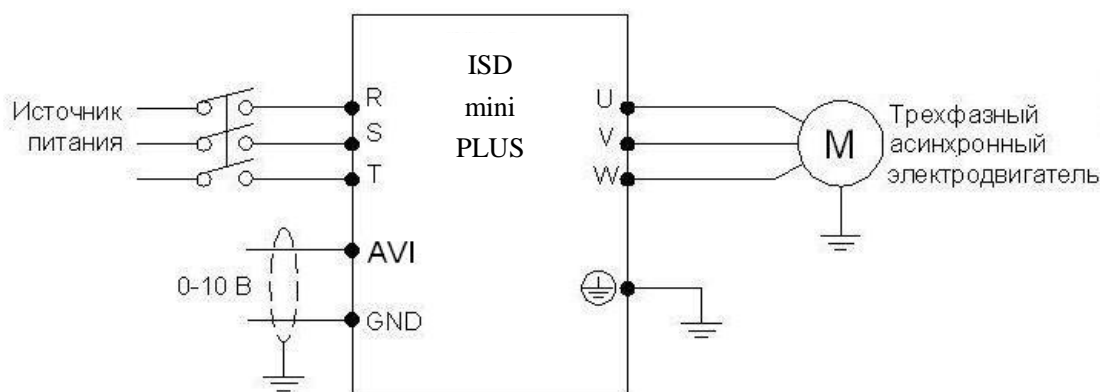 ISD
mini
PLUS
Источник
питания
R
S
T
U
V
W
M
Трехфазный
асинхронный
электродвигатель
AVI
0-10 В
GND